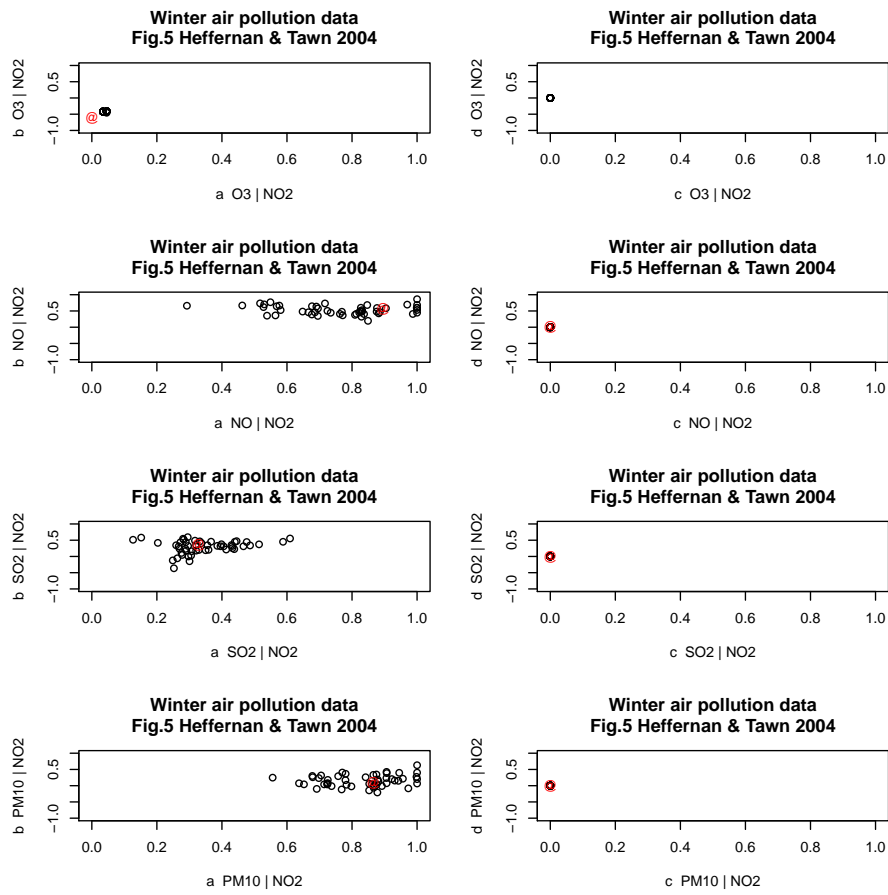 Winter air pollution data
Fig.5 Heffernan & Tawn 2004
b O3 | NO2
0.5
−1.0
@
0.0 0.2 0.4 0.6 0.8 1.0
a O3 | NO2
Winter air pollution data
Fig.5 Heffernan & Tawn 2004
d O3 | NO2
0.5
−1.0
0.0 0.2 0.4 0.6 0.8 1.0
c O3 | NO2
Winter air pollution data
Fig.5 Heffernan & Tawn 2004
b NO | NO2
0.5
−1.0
@
0.0 0.2 0.4 0.6 0.8 1.0
a NO | NO2
Winter air pollution data
Fig.5 Heffernan & Tawn 2004
d NO | NO2
0.5
−1.0
@
0.0 0.2 0.4 0.6 0.8 1.0
c NO | NO2
Winter air pollution data
Fig.5 Heffernan & Tawn 2004
b SO2 | NO2
0.5
−1.0
@
0.0 0.2 0.4 0.6 0.8 1.0
a SO2 | NO2
Winter air pollution data
Fig.5 Heffernan & Tawn 2004
d SO2 | NO2
0.5
−1.0
@
0.0 0.2 0.4 0.6 0.8 1.0
c SO2 | NO2
Winter air pollution data
Fig.5 Heffernan & Tawn 2004
b PM10 | NO2
0.5
−1.0
@
0.0 0.2 0.4 0.6 0.8 1.0
a PM10 | NO2
Winter air pollution data
Fig.5 Heffernan & Tawn 2004
d PM10 | NO2
0.5
−1.0
@
0.0 0.2 0.4 0.6 0.8 1.0
c PM10 | NO2